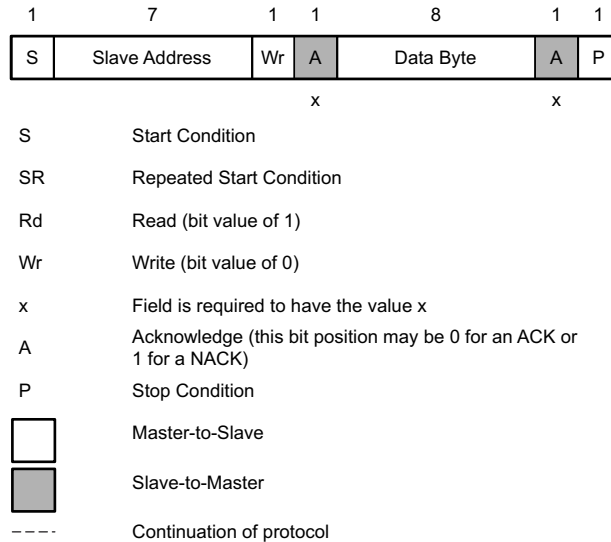 1 7 1 1 8 1 1
S Slave Address Wr A Data Byte A P
x x
S Start Condition
SR Repeated Start Condition
Rd Read (bit value of 1)
Wr Write (bit value of 0)
x Field is required to have the value x
A Acknowledge (this bit position may be 0 for an ACK or
1 for a NACK)
P Stop Condition
Master-to-Slave
Slave-to-Master
Continuation of protocol